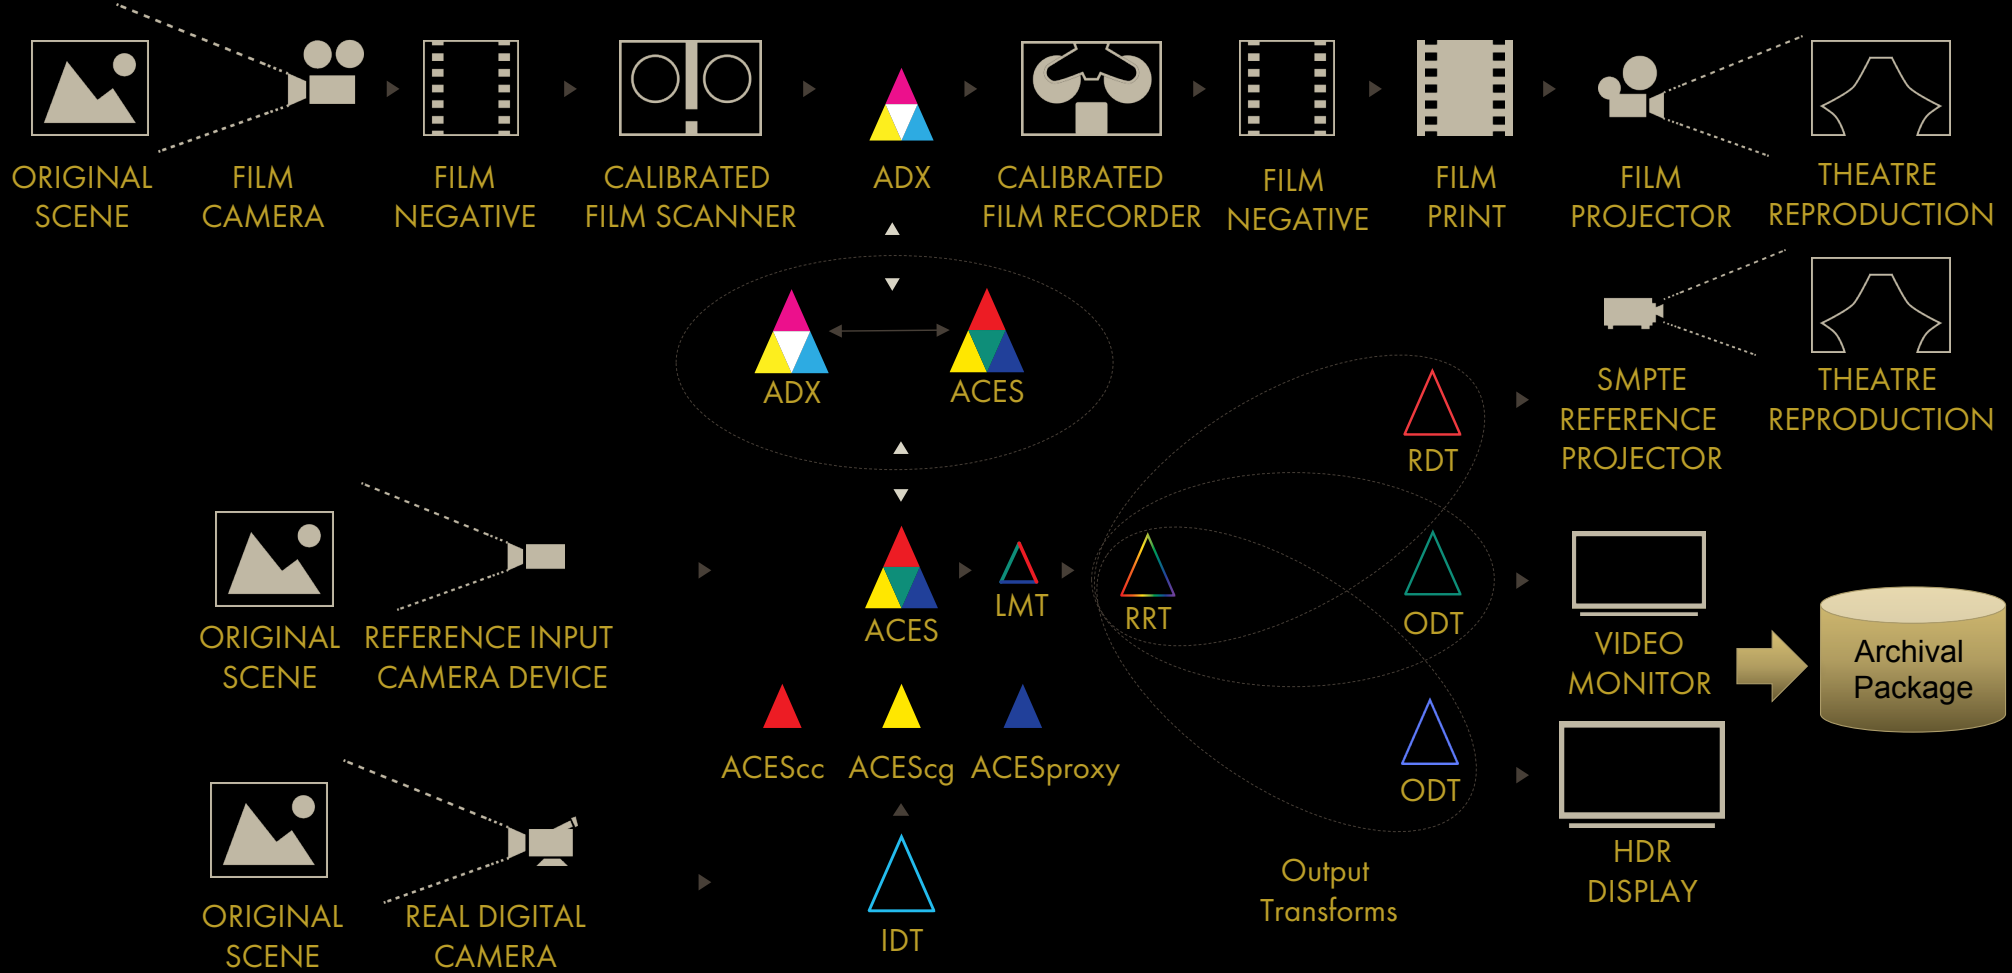 ORIGINAL
SCENE
FILM
CAMERA
FILM
NEGATIVE
CALIBRATED
FILM SCANNER
ADX
CALIBRATED
FILM RECORDER
FILM
NEGATIVE
FILM
PRINT
FILM
PROJECTOR
THEATRE
REPRODUCTION
ADX
ACES
RDT
SMPTE
REFERENCE
PROJECTOR
THEATRE
REPRODUCTION
ORIGINAL
SCENE
REFERENCE INPUT
CAMERA DEVICE
ACES
LMT
RRT
ODT
VIDEO
MONITOR
Archival
Package
ACEScc
ACEScg
ACESproxy
ODT
HDR
DISPLAY
ORIGINAL
SCENE
REAL DIGITAL
CAMERA
IDT
Output
Transforms